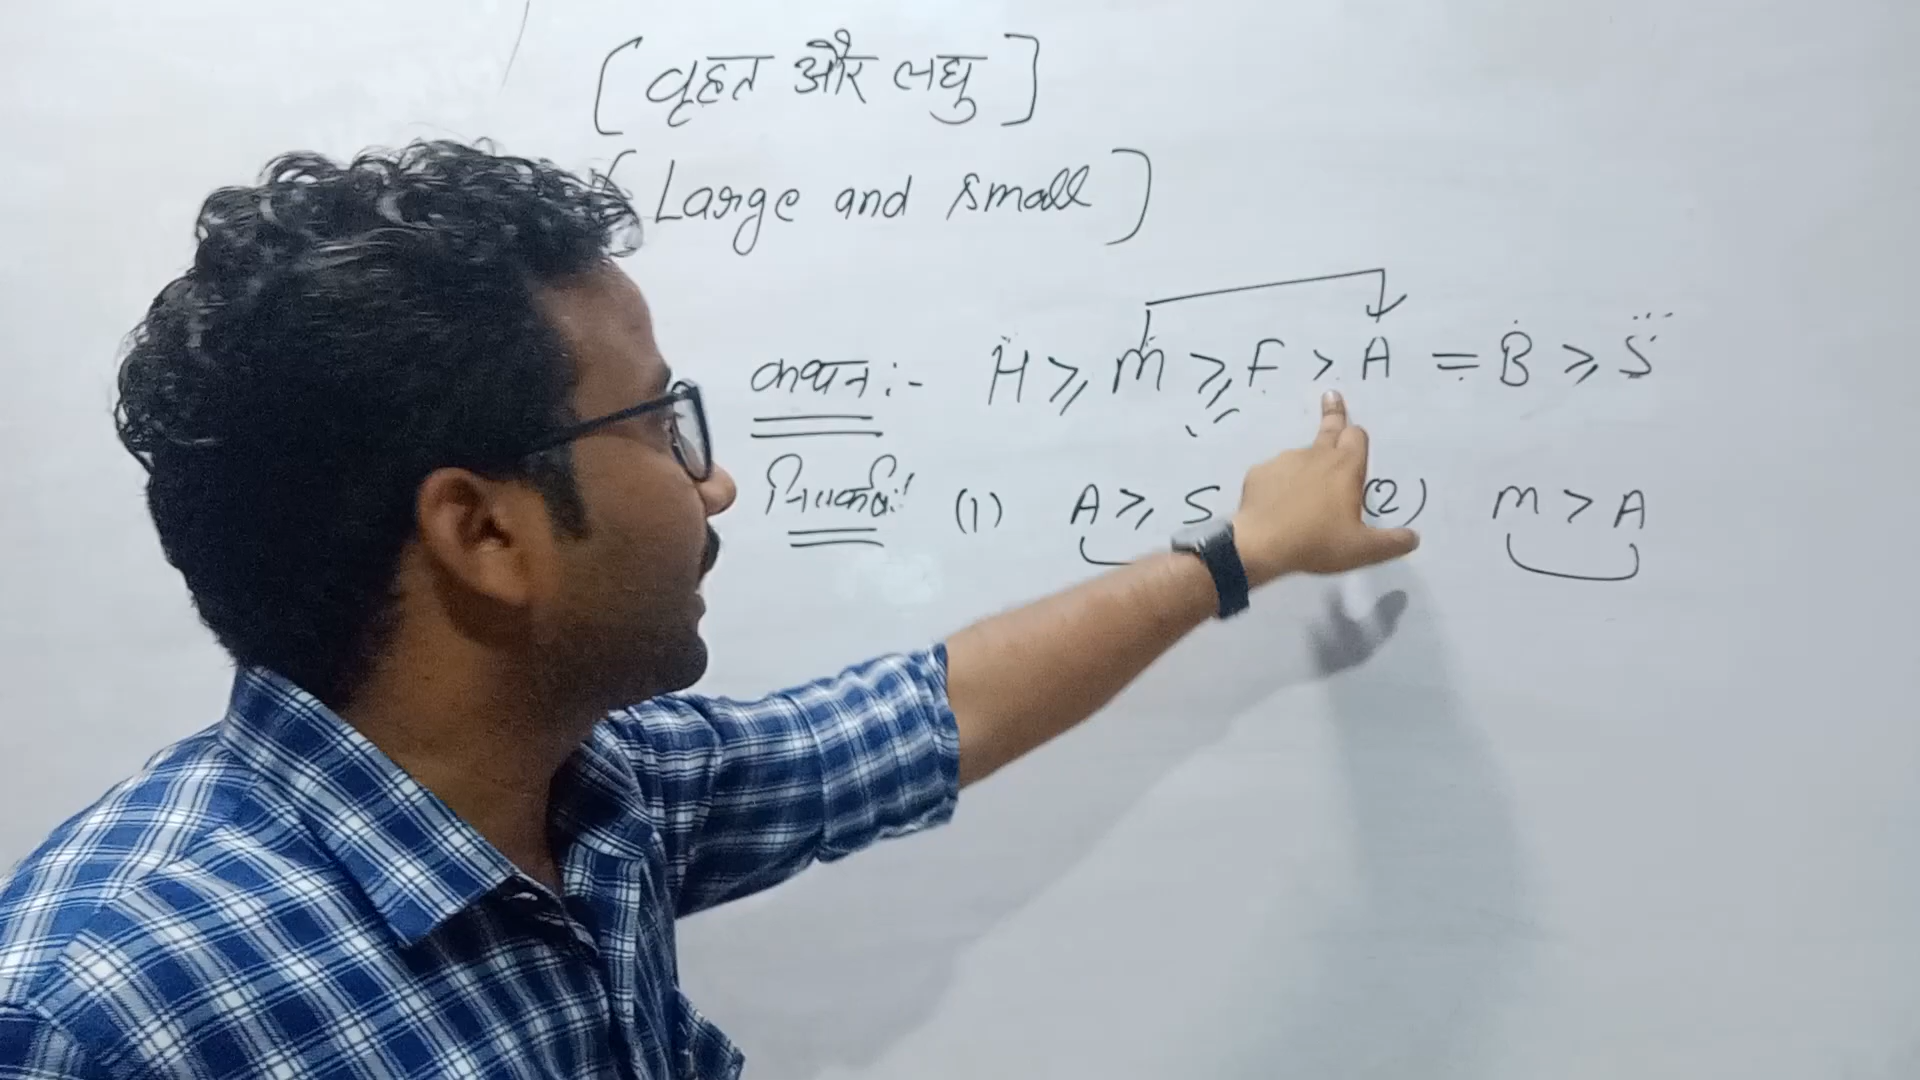 [वृहत और लघु]
[Large and small]
कथन:- H ≥ M ≥ F > A = B ≥ S
निष्कर्ष:- (1) A ≥ S (2) M > A